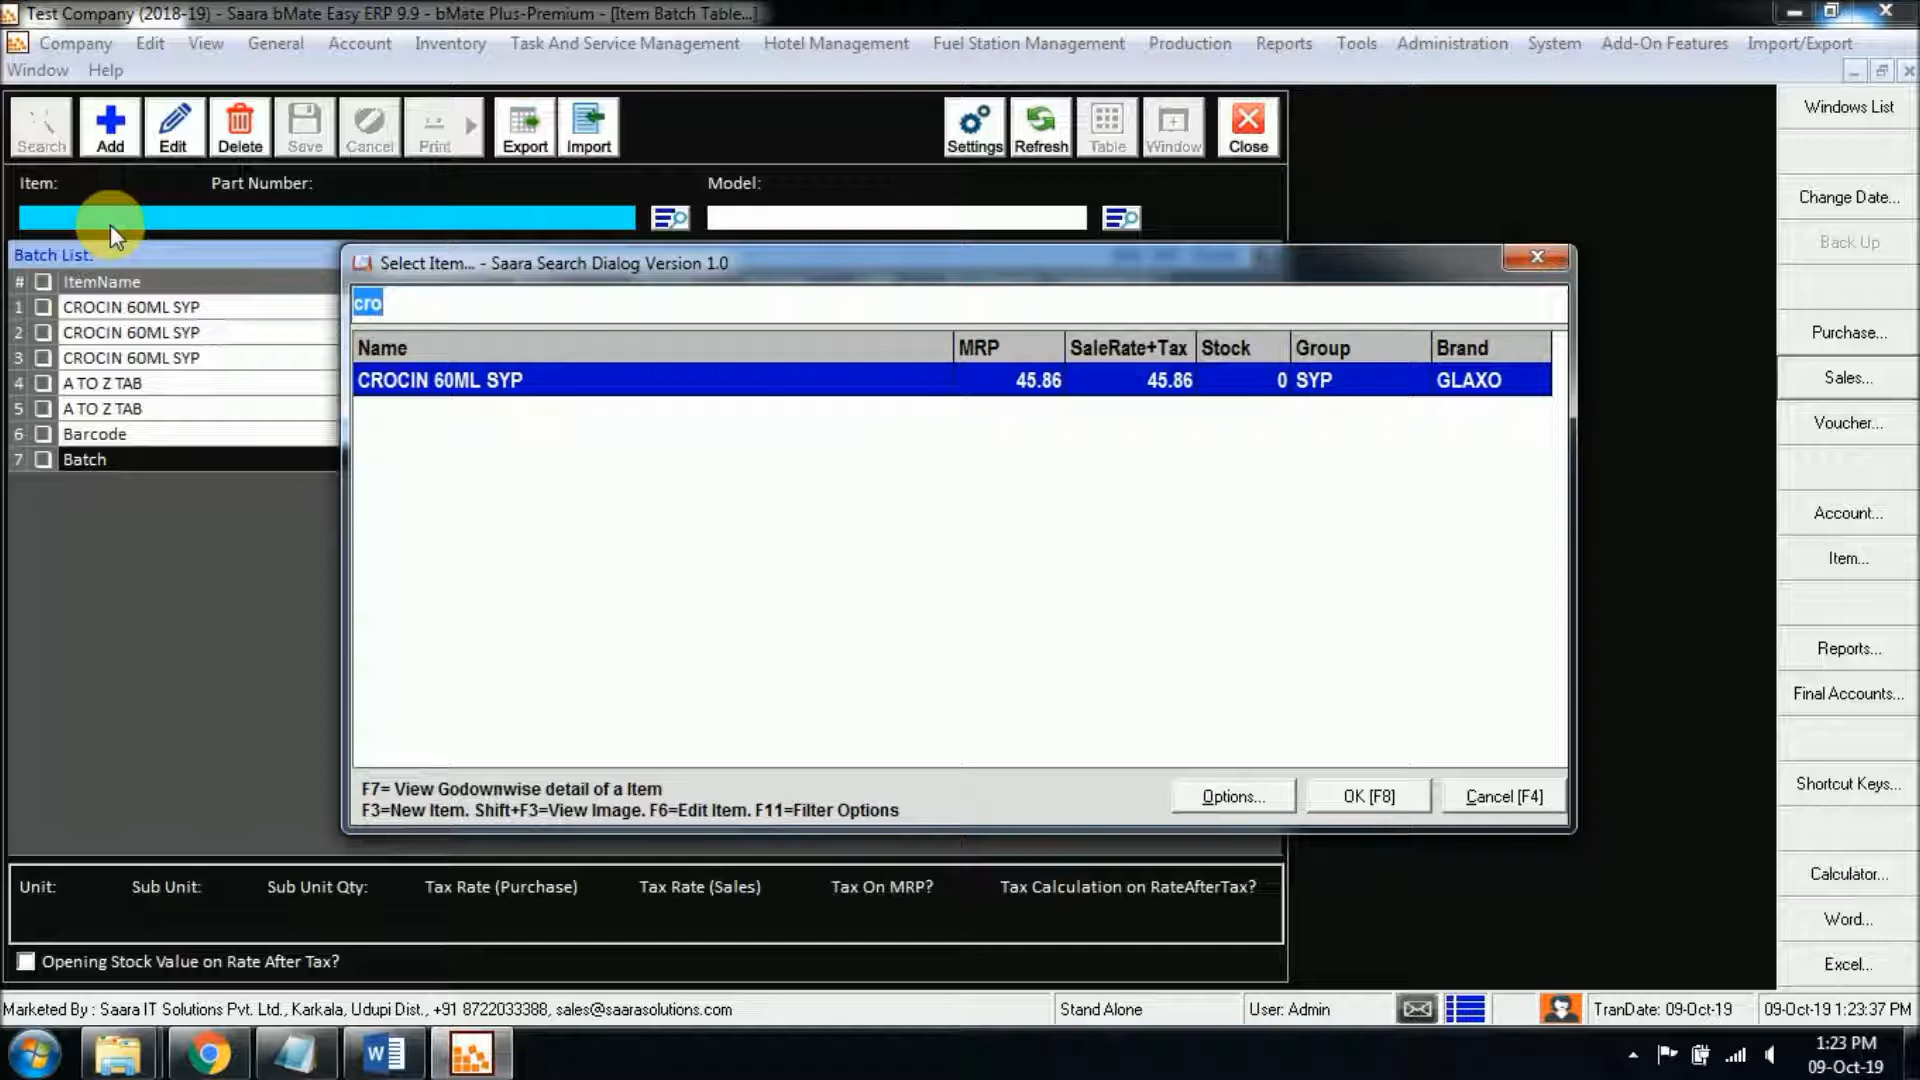 Test Company (2018-19) - Saara bMate Easy ERP 9.9 - bMate Plus-Premium - [Item Batch Table...]
Company Edit View General Account Inventory Task And Service Management Hotel Management Fuel Station Management Production Reports Tools Administration System Add-On Features Import/Export
Window Help
Search Add Edit Delete Save Cancel Print Export Import Settings Refresh Table Window Close
Item: Part Number: Model:
Batch List:
# ItemName
1 CROCIN 60ML SYP
2 CROCIN 60ML SYP
3 CROCIN 60ML SYP
4 A TO Z TAB
5 A TO Z TAB
6 Barcode
7 Batch
Select Item... - Saara Search Dialog Version 1.0
cro
Name MRP SaleRate+Tax Stock Group Brand
CROCIN 60ML SYP 45.86 45.86 0 SYP GLAXO
F7= View Godownwise detail of a Item
F3=New Item. Shift+F3=View Image. F6=Edit Item. F11=Filter Options
Options... OK [F8] Cancel [F4]
Unit: Sub Unit: Sub Unit Qty: Tax Rate (Purchase) Tax Rate (Sales) Tax On MRP? Tax Calculation on RateAfterTax?
Opening Stock Value on Rate After Tax?
Windows List
Change Date...
Back Up
Purchase...
Sales...
Voucher...
Account...
Item...
Reports...
Final Accounts...
Shortcut Keys...
Calculator...
Word...
Excel...
Marketed By : Saara IT Solutions Pvt. Ltd., Karkala, Udupi Dist., +91 8722033388, sales@saarasolutions.com Stand Alone User: Admin TranDate: 09-Oct-19 09-Oct-19 1:23:37 PM
1:23 PM
09-Oct-19